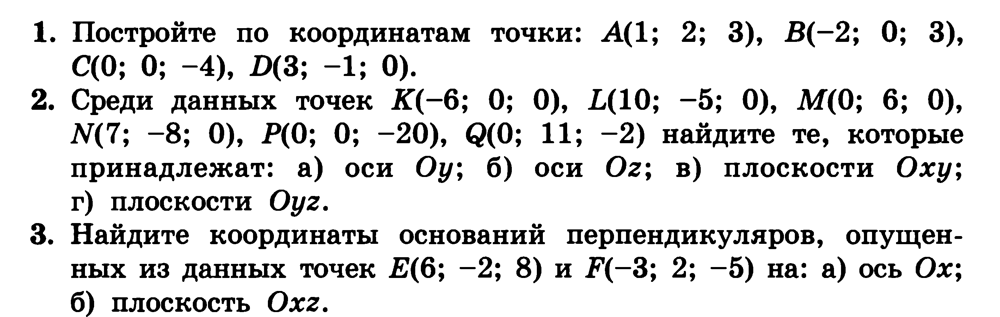 1. Постройте по координатам точки: A(1; 2; 3), B(−2; 0; 3),
C(0; 0; −4), D(3; −1; 0).
2. Среди данных точек K(−6; 0; 0), L(10; −5; 0), M(0; 6; 0),
N(7; −8; 0), P(0; 0; −20), Q(0; 11; −2) найдите те, которые
принадлежат: а) оси Oy; б) оси Oz; в) плоскости Oxy;
г) плоскости Oyz.
3. Найдите координаты оснований перпендикуляров, опущен-
ных из данных точек E(6; −2; 8) и F(−3; 2; −5) на: а) ось Ox;
б) плоскость Oxz.